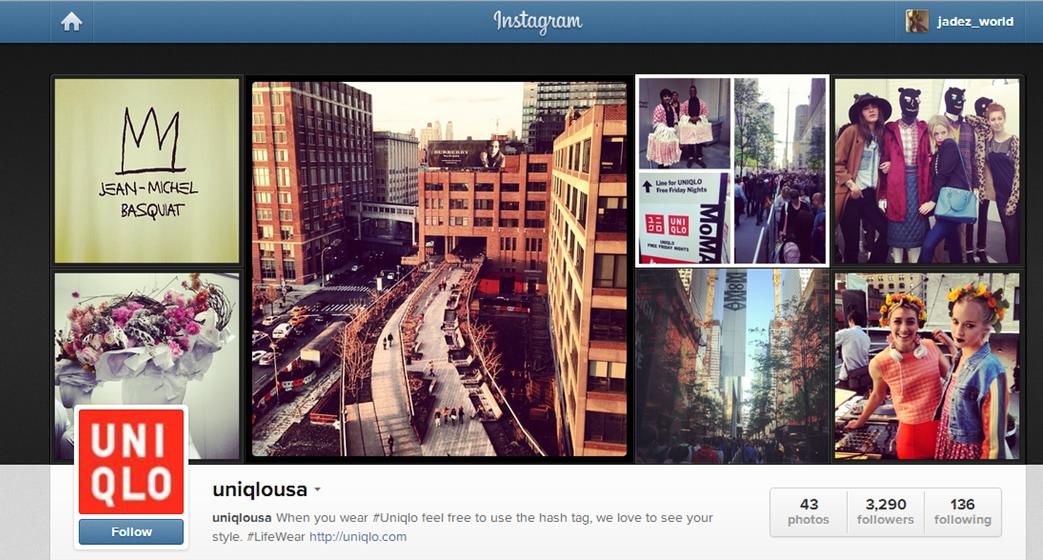 Instagram
jadez_world
JEAN-MICHEL
BASQUIAT
BURBERRY
Line for UNIQLO
Free Friday Nights
UNI
QLO
UNIQLO
FREE FRIDAY NIGHTS
MoMA
UNI
QLO
Follow
uniqlousa
uniqlousa When you wear #Uniqlo feel free to use the hash tag, we love to see your
style. #LifeWear http://uniqlo.com
43
photos
3,290
followers
136
following